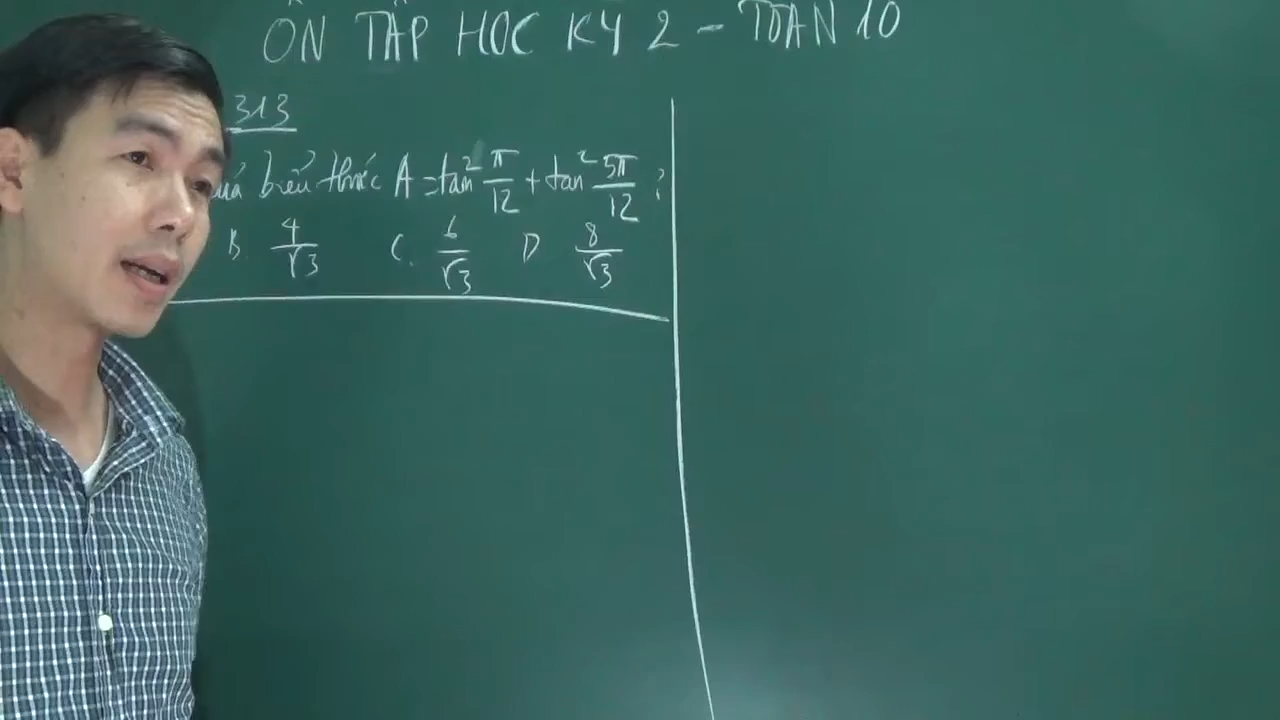 ÔN TẬP HỌC KỲ 2 - TOÁN 10
313
biểu thức A = tan² π/12 + tan² 5π/12 ?
B. 4/√3 C. 6/√3 D 8/√3